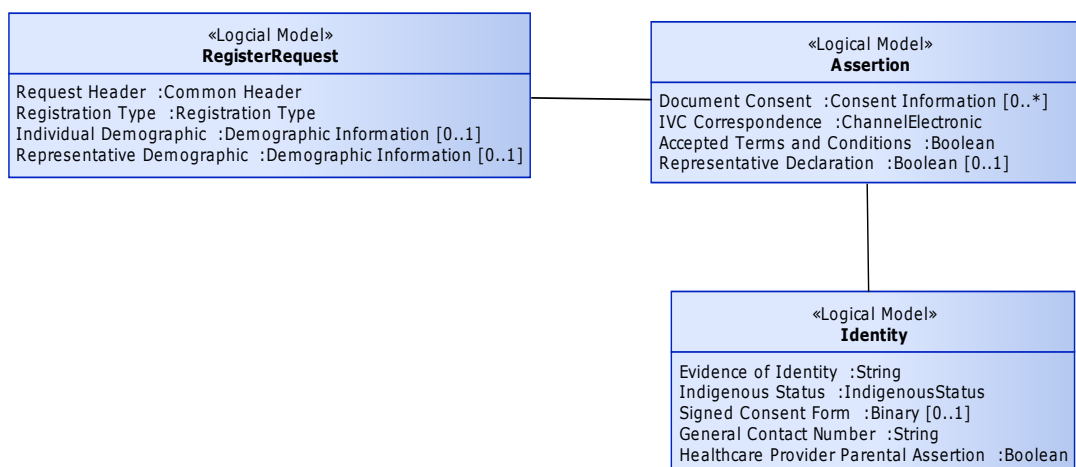 «Logcial Model»
RegisterRequest
Request Header :Common Header
Registration Type :Registration Type
Individual Demographic :Demographic Information [0..1]
Representative Demographic :Demographic Information [0..1]
«Logical Model»
Assertion
Document Consent :Consent Information [0..*]
IVC Correspondence :ChannelElectronic
Accepted Terms and Conditions :Boolean
Representative Declaration :Boolean [0..1]
«Logical Model»
Identity
Evidence of Identity :String
Indigenous Status :IndigenousStatus
Signed Consent Form :Binary [0..1]
General Contact Number :String
Healthcare Provider Parental Assertion :Boolean